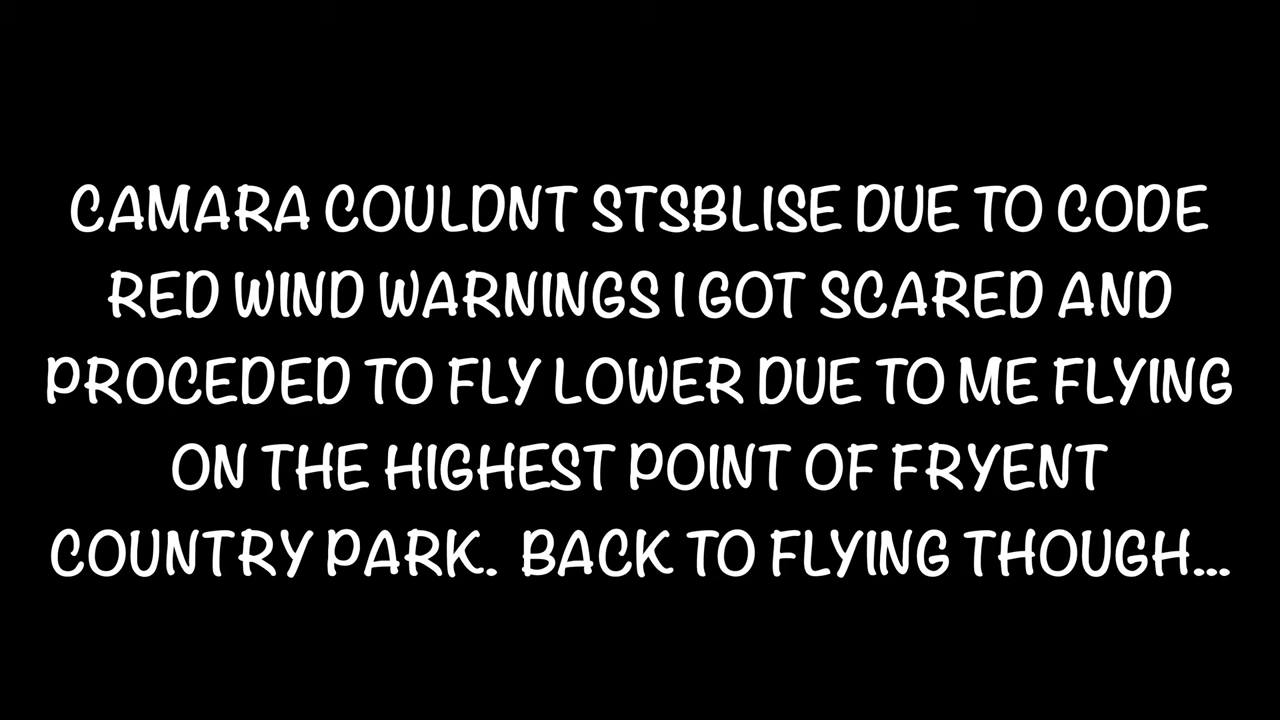 CAMARA COULDNT STSBLISE DUE TO CODE
RED WIND WARNINGS I GOT SCARED AND
PROCEDED TO FLY LOWER DUE TO ME FLYING
ON THE HIGHEST POINT OF FRYENT
COUNTRY PARK. BACK TO FLYING THOUGH...